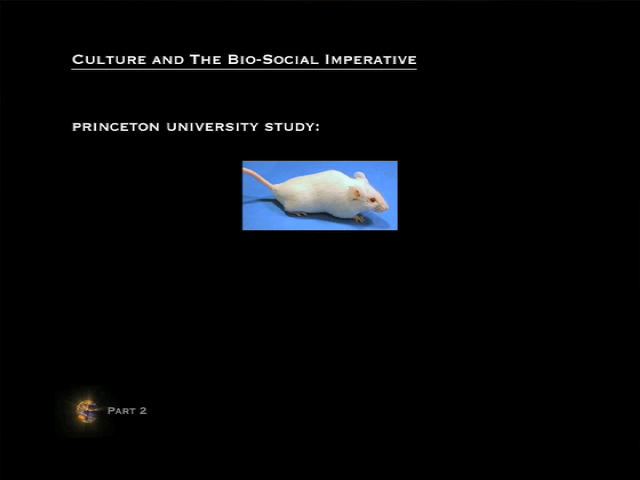 Culture and The Bio-Social Imperative
PRINCETON UNIVERSITY STUDY:
Part 2